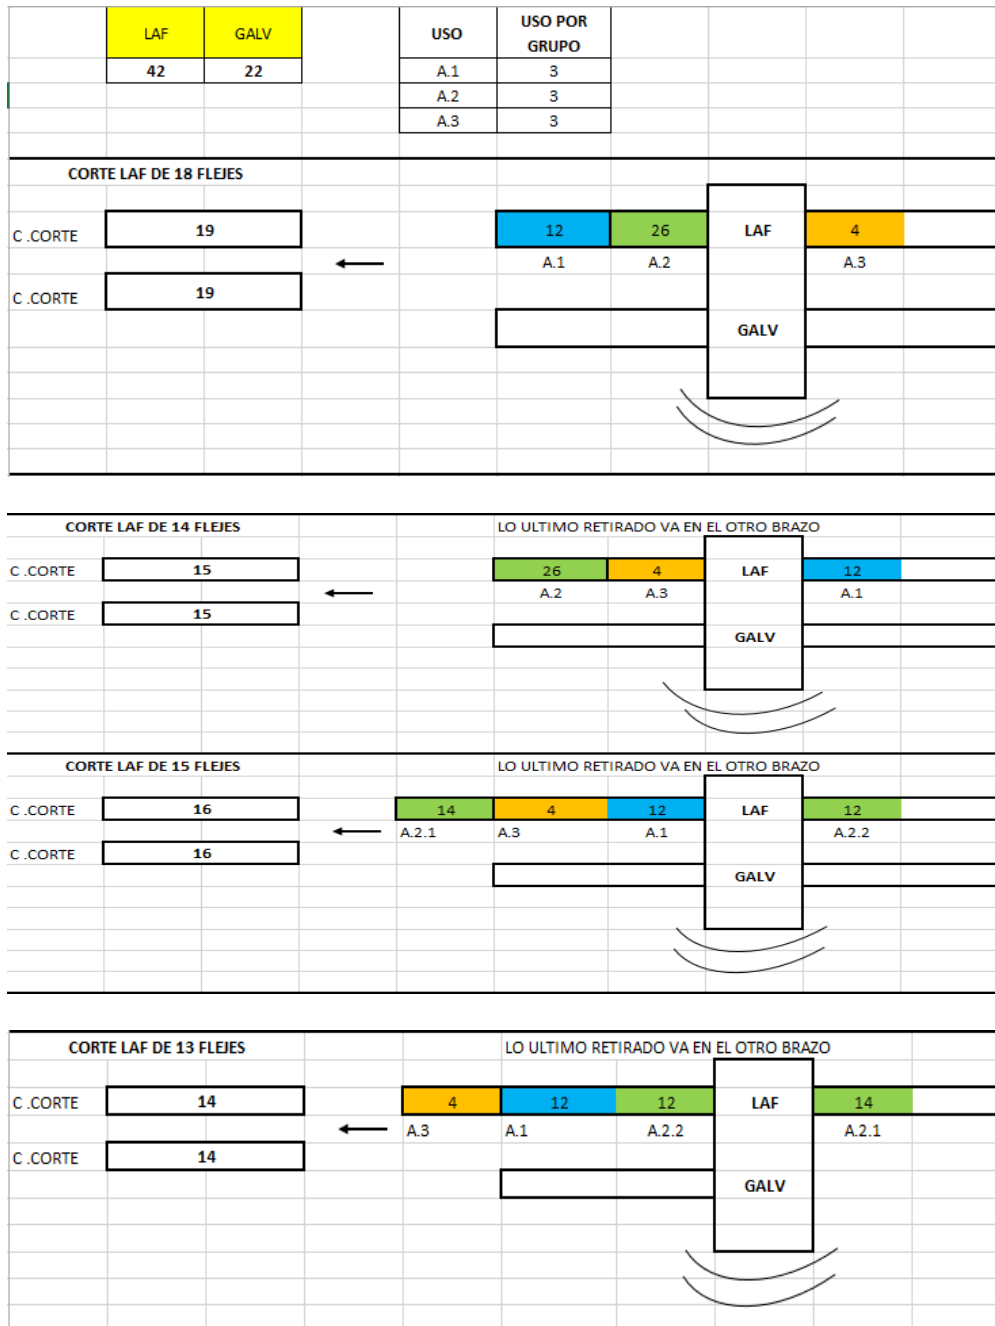 LAF GALV USO USO POR GRUPO
42 22 A.1 3
A.2 3
A.3 3
CORTE LAF DE 18 FLEJES
C .CORTE 19 12 26 LAF 4
A.1 A.2 A.3
C .CORTE 19
GALV
CORTE LAF DE 14 FLEJES LO ULTIMO RETIRADO VA EN EL OTRO BRAZO
C .CORTE 15 26 4 LAF 12
A.2 A.3 A.1
C .CORTE 15
GALV
CORTE LAF DE 15 FLEJES LO ULTIMO RETIRADO VA EN EL OTRO BRAZO
C .CORTE 16 14 4 12 LAF 12
A.2.1 A.3 A.1 A.2.2
C .CORTE 16
GALV
CORTE LAF DE 13 FLEJES LO ULTIMO RETIRADO VA EN EL OTRO BRAZO
C .CORTE 14 4 12 12 LAF 14
A.3 A.1 A.2.2 A.2.1
C .CORTE 14
GALV